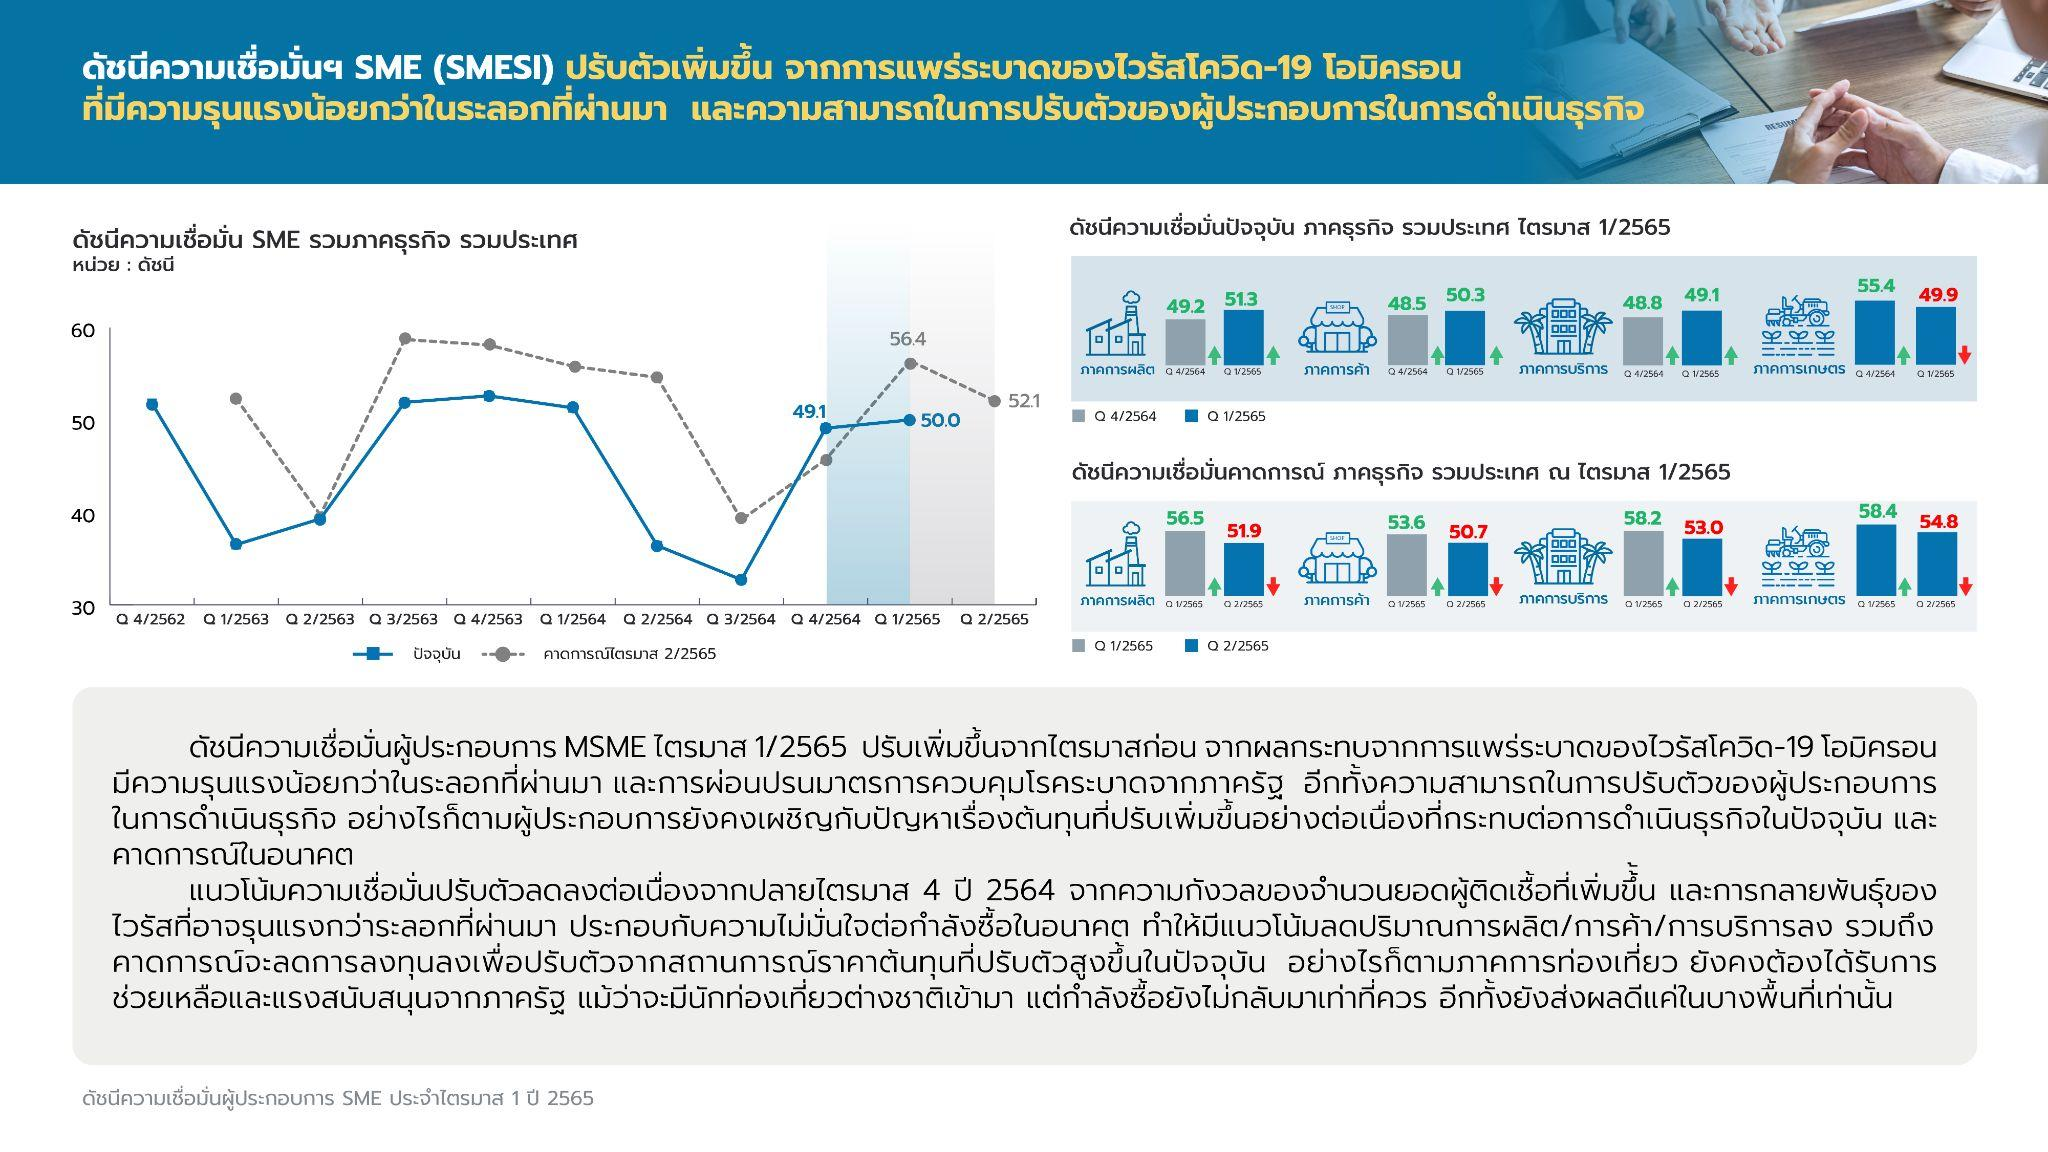 ดัชนีความเชื่อมั่นฯ SME (SMESI) ปรับตัวเพิ่มขึ้น จากการแพร่ระบาดของไวรัสโควิด-19 โอมิครอน
ที่มีความรุนแรงน้อยกว่าในระลอกที่ผ่านมา และความสามารถในการปรับตัวของผู้ประกอบการในการดำเนินธุรกิจ
RESUME
ดัชนีความเชื่อมั่น SME รวมภาคธุรกิจ รวมประเทศ
หน่วย : ดัชนี
60
50
40
30
49.1
50.0
56.4
52.1
Q 4/2562 Q 1/2563 Q 2/2563 Q 3/2563 Q 4/2563 Q 1/2564 Q 2/2564 Q 3/2564 Q 4/2564 Q 1/2565 Q 2/2565
ปัจจุบัน คาดการณ์ไตรมาส 2/2565
ดัชนีความเชื่อมั่นปัจจุบัน ภาคธุรกิจ รวมประเทศ ไตรมาส 1/2565
49.2 51.3 48.5 50.3 48.8 49.1 55.4 49.9
SHOP
ภาคการผลิต Q 4/2564 Q 1/2565 ภาคการค้า Q 4/2564 Q 1/2565 ภาคการบริการ Q 4/2564 Q 1/2565 ภาคการเกษตร Q 4/2564 Q 1/2565
Q 4/2564 Q 1/2565
ดัชนีความเชื่อมั่นคาดการณ์ ภาคธุรกิจ รวมประเทศ ณ ไตรมาส 1/2565
56.5 51.9 53.6 50.7 58.2 53.0 58.4 54.8
SHOP
ภาคการผลิต Q 1/2565 Q 2/2565 ภาคการค้า Q 1/2565 Q 2/2565 ภาคการบริการ Q 1/2565 Q 2/2565 ภาคการเกษตร Q 1/2565 Q 2/2565
Q 1/2565 Q 2/2565
ดัชนีความเชื่อมั่นผู้ประกอบการ MSME ไตรมาส 1/2565 ปรับเพิ่มขึ้นจากไตรมาสก่อน จากผลกระทบจากการแพร่ระบาดของไวรัสโควิด-19 โอมิครอน
มีความรุนแรงน้อยกว่าในระลอกที่ผ่านมา และการผ่อนปรนมาตรการควบคุมโรคระบาดจากภาครัฐ อีกทั้งความสามารถในการปรับตัวของผู้ประกอบการ
ในการดำเนินธุรกิจ อย่างไรก็ตามผู้ประกอบการยังคงเผชิญกับปัญหาเรื่องต้นทุนที่ปรับเพิ่มขึ้นอย่างต่อเนื่องที่กระทบต่อการดำเนินธุรกิจในปัจจุบัน และ
คาดการณ์ในอนาคต
แนวโน้มความเชื่อมั่นปรับตัวลดลงต่อเนื่องจากปลายไตรมาส 4 ปี 2564 จากความกังวลของจำนวนยอดผู้ติดเชื้อที่เพิ่มขึ้น และการกลายพันธุ์ของ
ไวรัสที่อาจรุนแรงกว่าระลอกที่ผ่านมา ประกอบกับความไม่มั่นใจต่อกำลังซื้อในอนาคต ทำให้มีแนวโน้มลดปริมาณการผลิต/การค้า/การบริการลง รวมถึง
คาดการณ์จะลดการลงทุนลงเพื่อปรับตัวจากสถานการณ์ราคาต้นทุนที่ปรับตัวสูงขึ้นในปัจจุบัน อย่างไรก็ตามภาคการท่องเที่ยว ยังคงต้องได้รับการ
ช่วยเหลือและแรงสนับสนุนจากภาครัฐ แม้ว่าจะมีนักท่องเที่ยวต่างชาติเข้ามา แต่กำลังซื้อยังไม่กลับมาเท่าที่ควร อีกทั้งยังส่งผลดีแค่ในบางพื้นที่เท่านั้น
ดัชนีความเชื่อมั่นผู้ประกอบการ SME ประจำไตรมาส 1 ปี 2565